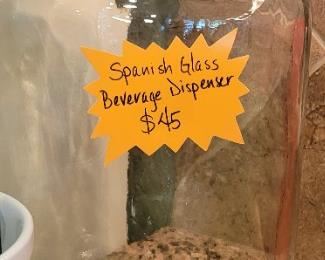 Spanish Glass
Beverage Dispenser
$45